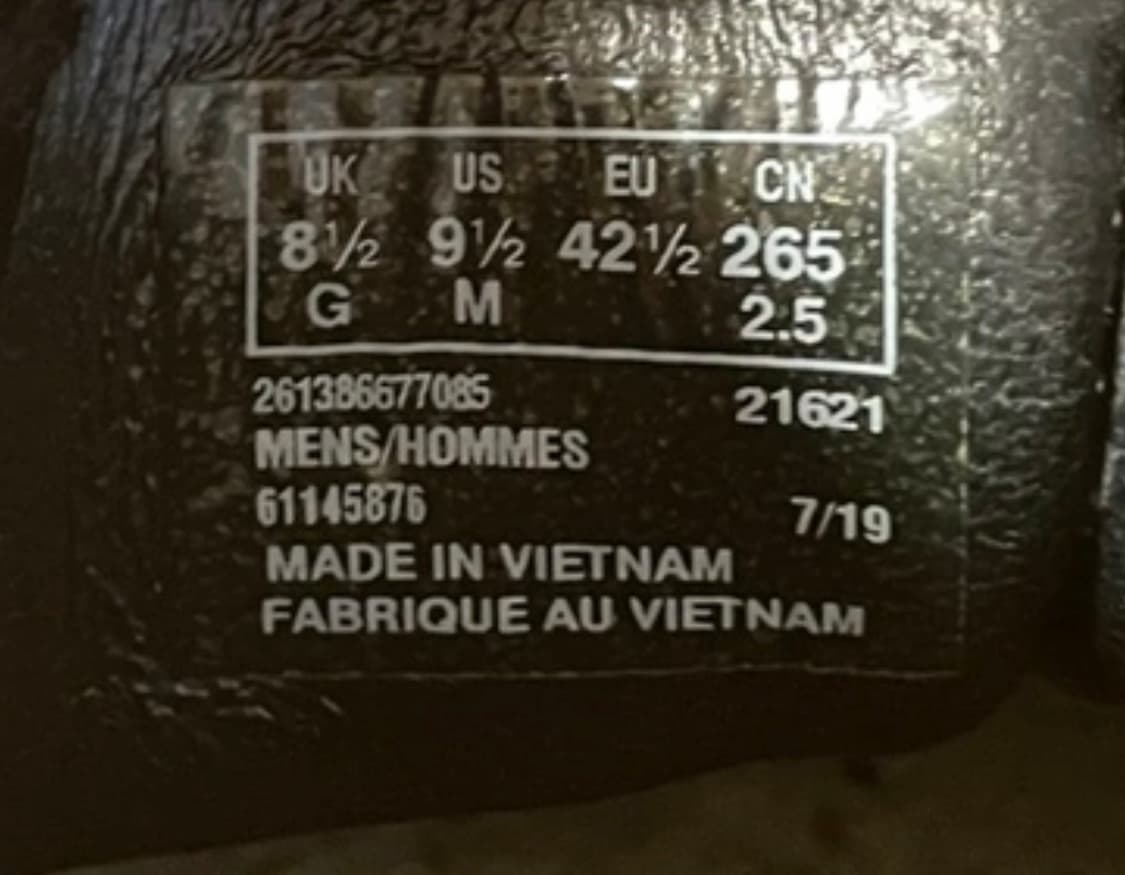 UK US EU CN
8½ 9½ 42½ 265
G M 2.5
261386677085 21621
MENS/HOMMES
61145876 7/19
MADE IN VIETNAM
FABRIQUE AU VIETNAM